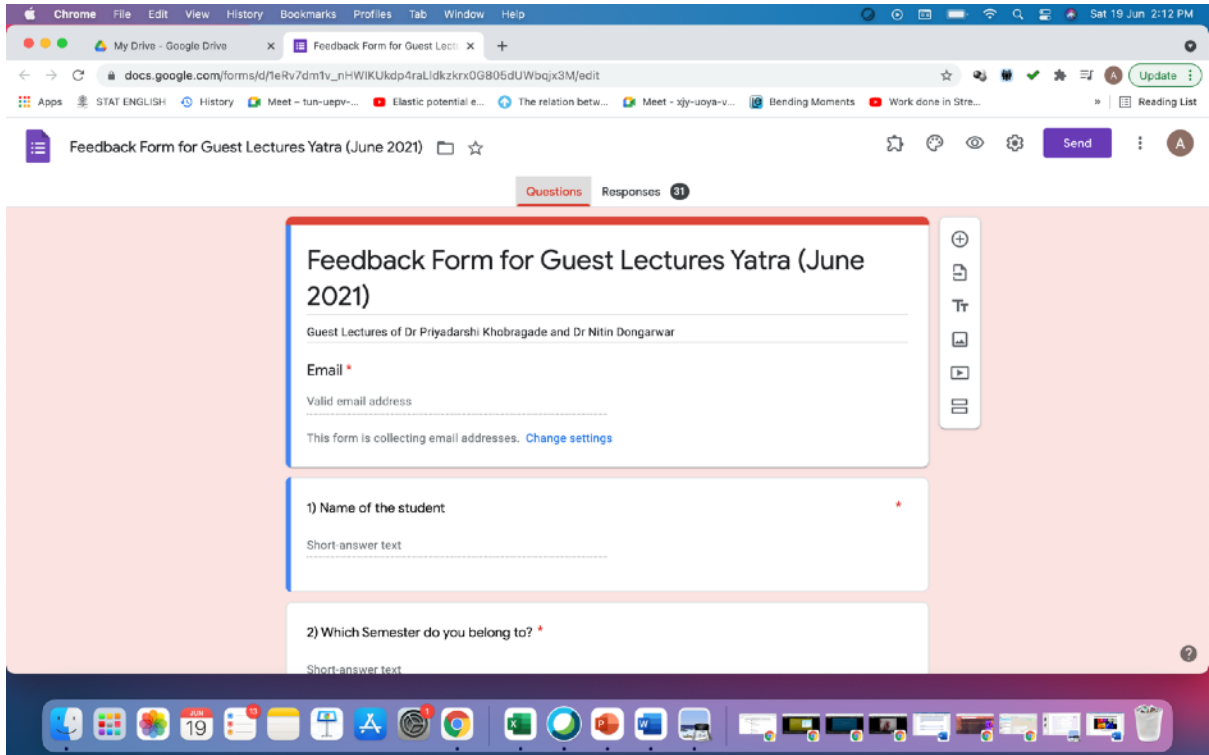 Chrome File Edit View History Bookmarks Profiles Tab Window Help Sat 19 Jun 2:12 PM
My Drive - Google Drive Feedback Form for Guest Lectu
docs.google.com/forms/d/1eRv7dm1v_nHWIKUkdp4raLIdkzkrx0G805dUWbqjx3M/edit A Update
Apps STAT ENGLISH History Meet – tun-uepv-... Elastic potential e... The relation betw... Meet - xjy-uoya-v... Bending Moments Work done in Stre... » Reading List
Feedback Form for Guest Lectures Yatra (June 2021) Send A
Questions Responses 31
Feedback Form for Guest Lectures Yatra (June
2021)
Guest Lectures of Dr Priyadarshi Khobragade and Dr Nitin Dongarwar
Email *
Valid email address
This form is collecting email addresses. Change settings
1) Name of the student *
Short-answer text
2) Which Semester do you belong to? *
Short-answer text
JUN
19 13 1